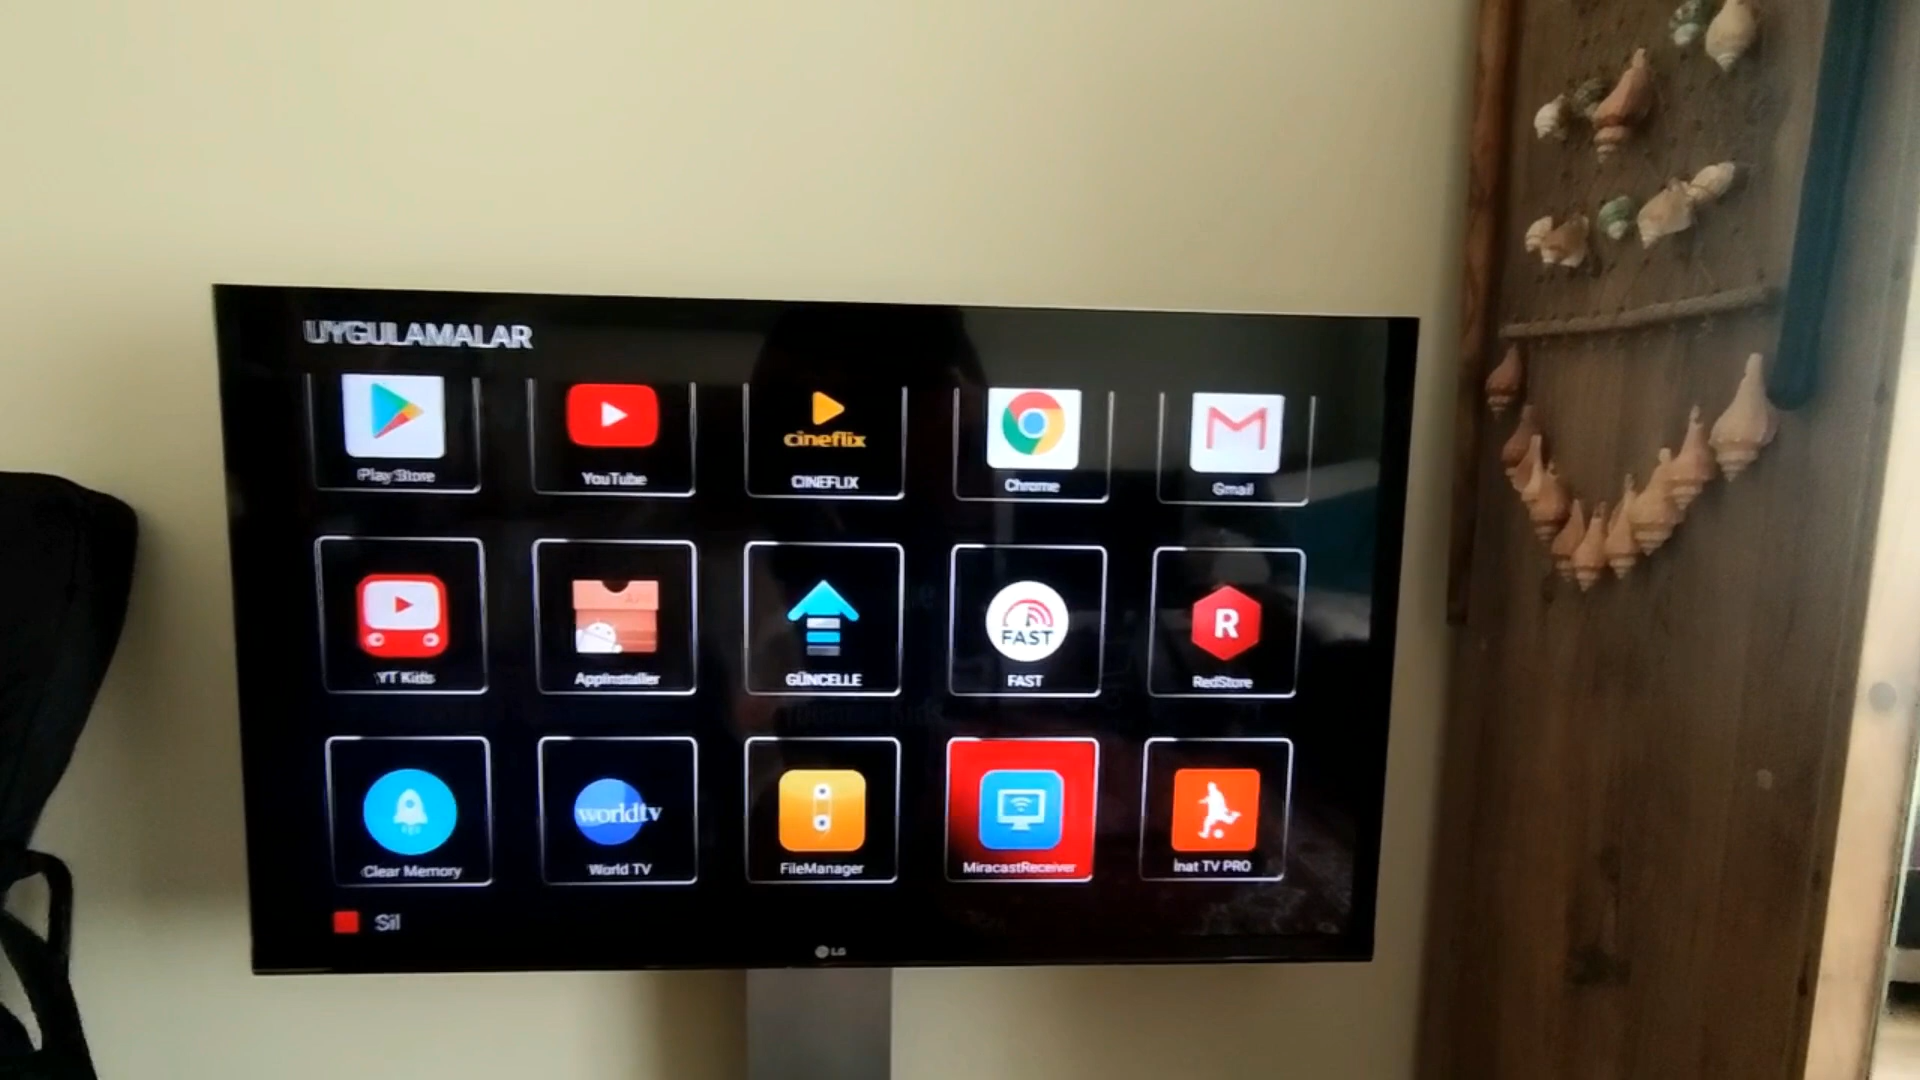 UYGULAMALAR
cineflix
Play Store
YouTube
CINEFLIX
Chrome
Gmail
FAST
R
YT Kids
AppInstaller
GÜNCELLE
FAST
RedStore
worldtv
Clear Memory
World TV
FileManager
MiracastReceiver
İnat TV PRO
Sil
LG